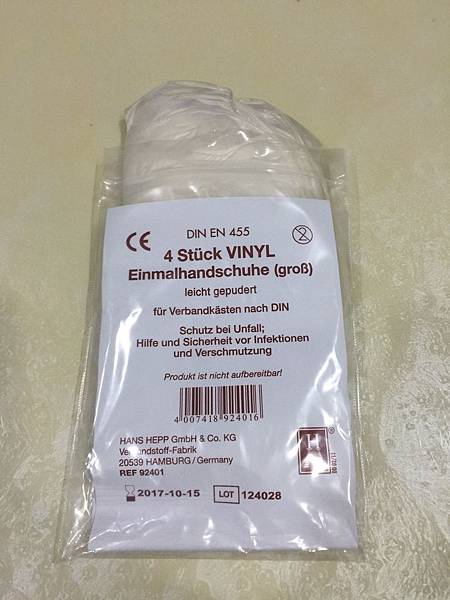 CE
DIN EN 455
2
4 Stück VINYL
Einmalhandschuhe (groß)
leicht gepudert
für Verbandkästen nach DIN
Schutz bei Unfall;
Hilfe und Sicherheit vor Infektionen
und Verschmutzung
Produkt ist nicht aufbereitbar!
4 007418 924016
HANS HEPP GmbH & Co. KG
Verbandstoff-Fabrik
20539 HAMBURG/Germany
REF 92401
H ®
2017-10-15
LOT 124028